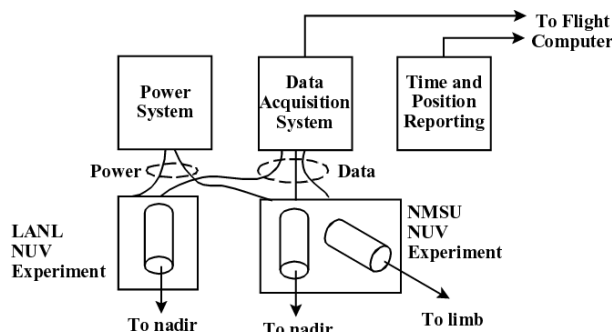 To Flight
Computer
Power
System
Data
Acquisition
System
Time and
Position
Reporting
Power
Data
LANL
NUV
Experiment
NMSU
NUV
Experiment
To nadir
To nadir
To limb